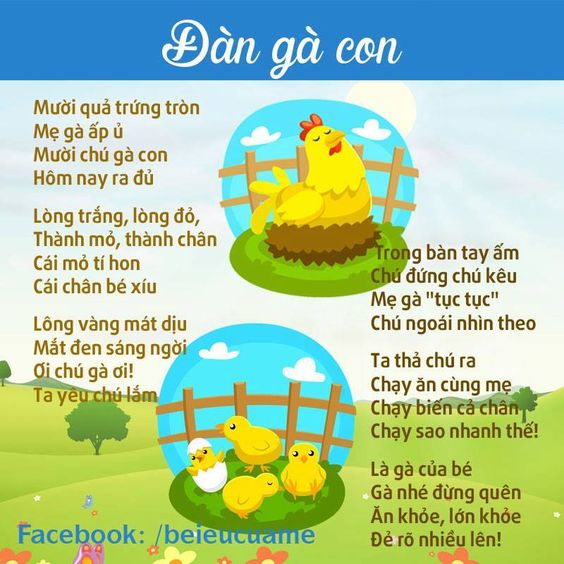 Đàn gà con
Mười quả trứng tròn
Mẹ gà ấp ủ
Mười chú gà con
Hôm nay ra đủ
Lòng trắng, lòng đỏ,
Thành mỏ, thành chân
Cái mỏ tí hon
Cái chân bé xíu
Lông vàng mát dịu
Mắt đen sáng ngời
Ơi chú gà ơi!
Ta yêu chú lắm
Trong bàn tay ấm
Chú đứng chú kêu
Mẹ gà "tục tục"
Chú ngoái nhìn theo
Ta thả chú ra
Chạy ăn cùng mẹ
Chạy biến cả chân
Chạy sao nhanh thế!
Là gà của bé
Gà nhé đừng quên
Ăn khỏe, lớn khỏe
Đẻ rõ nhiều lên!
Facebook: /beieucuame